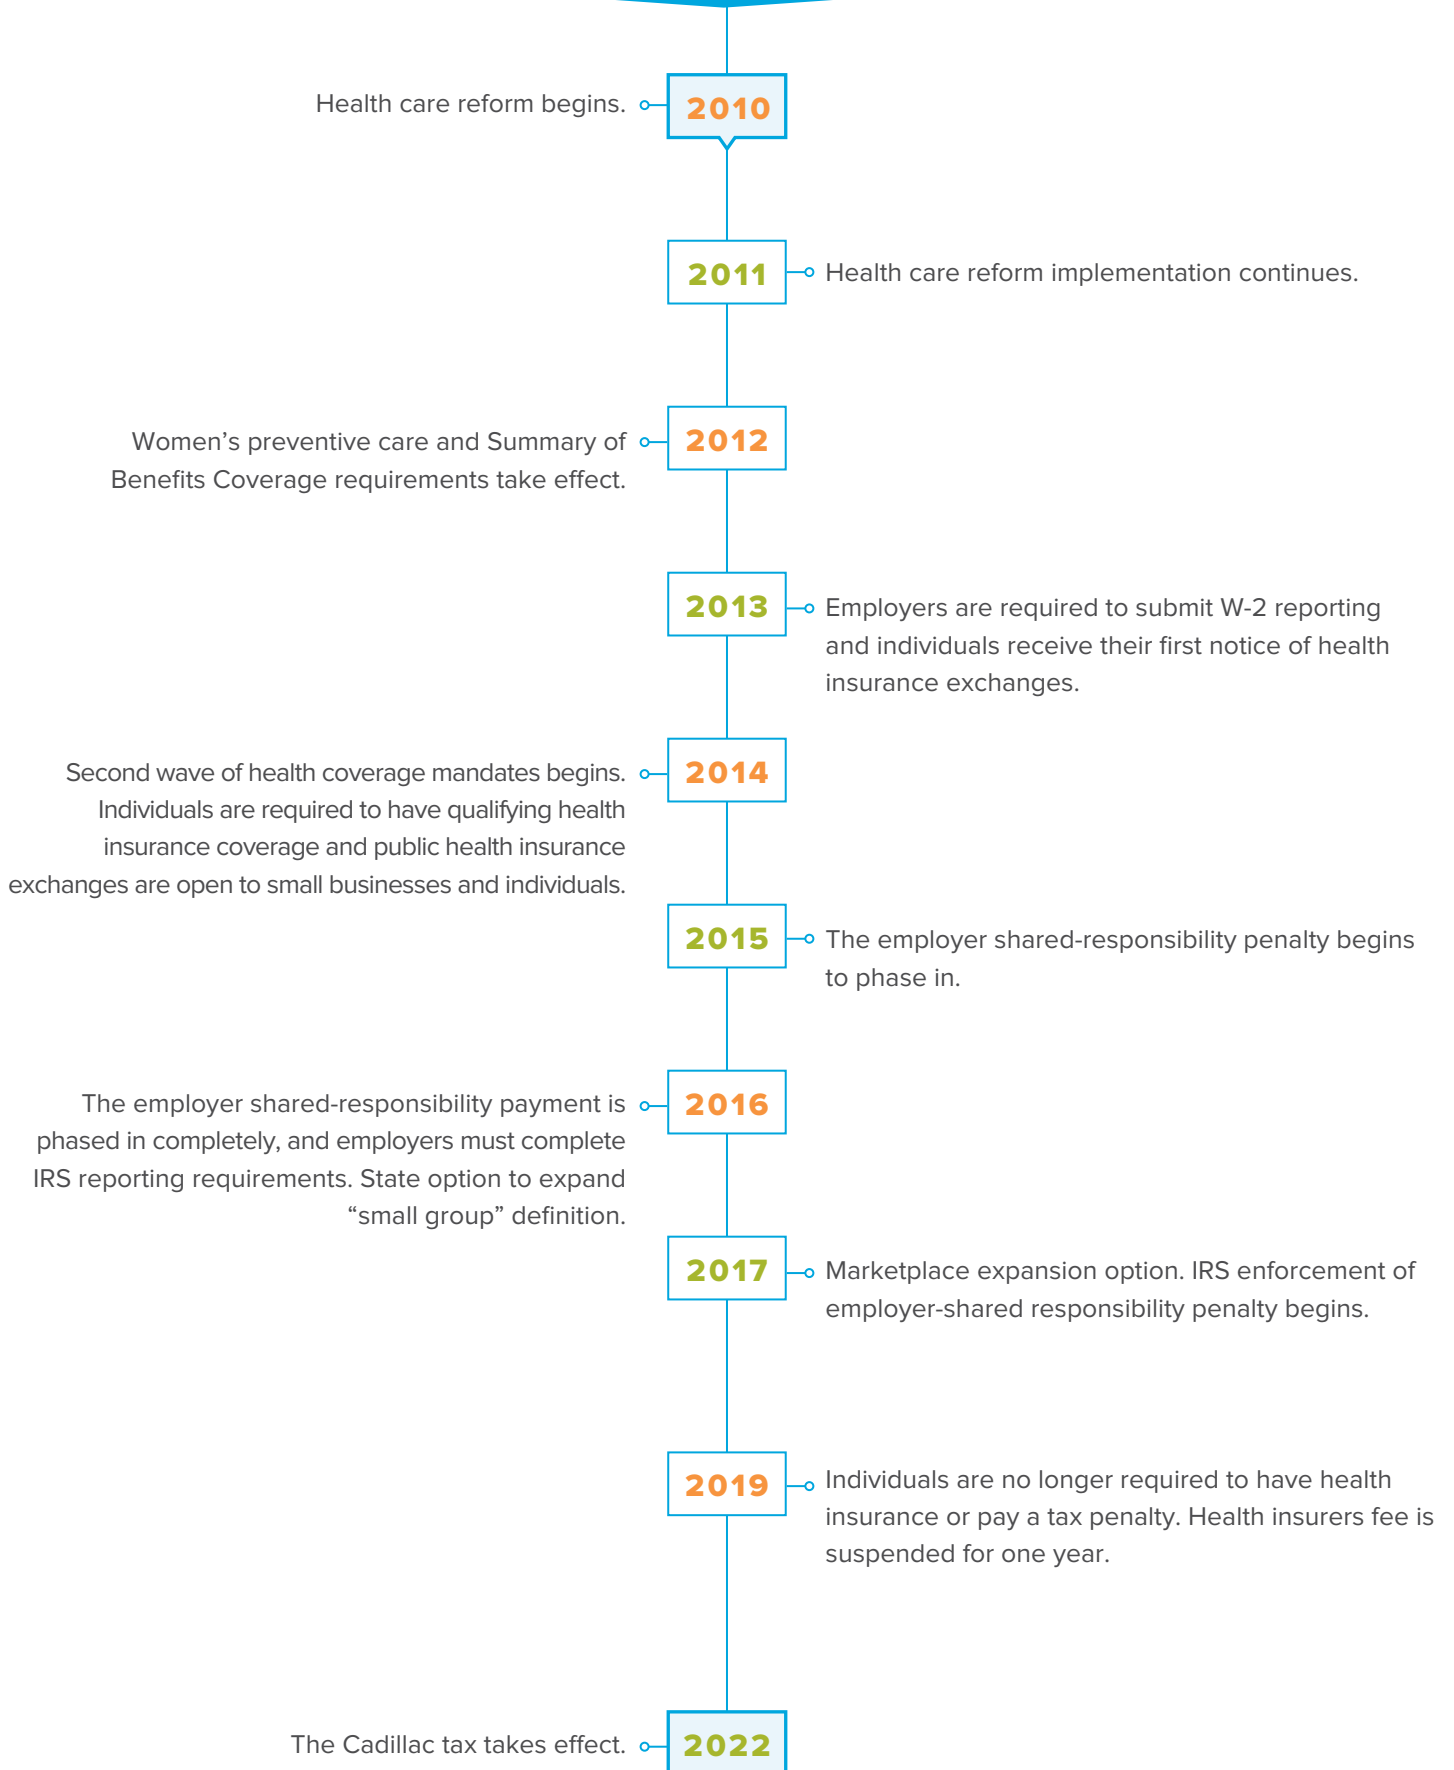 Health care reform begins.
2010
2011
Health care reform implementation continues.
2012
Women’s preventive care and Summary of
Benefits Coverage requirements take effect.
2013
Employers are required to submit W-2 reporting
and individuals receive their first notice of health
insurance exchanges.
2014
Second wave of health coverage mandates begins.
Individuals are required to have qualifying health
insurance coverage and public health insurance
exchanges are open to small businesses and individuals.
2015
The employer shared-responsibility penalty begins
to phase in.
2016
The employer shared-responsibility payment is
phased in completely, and employers must complete
IRS reporting requirements. State option to expand
“small group” definition.
2017
Marketplace expansion option. IRS enforcement of
employer-shared responsibility penalty begins.
2019
Individuals are no longer required to have health
insurance or pay a tax penalty. Health insurers fee is
suspended for one year.
The Cadillac tax takes effect.
2022